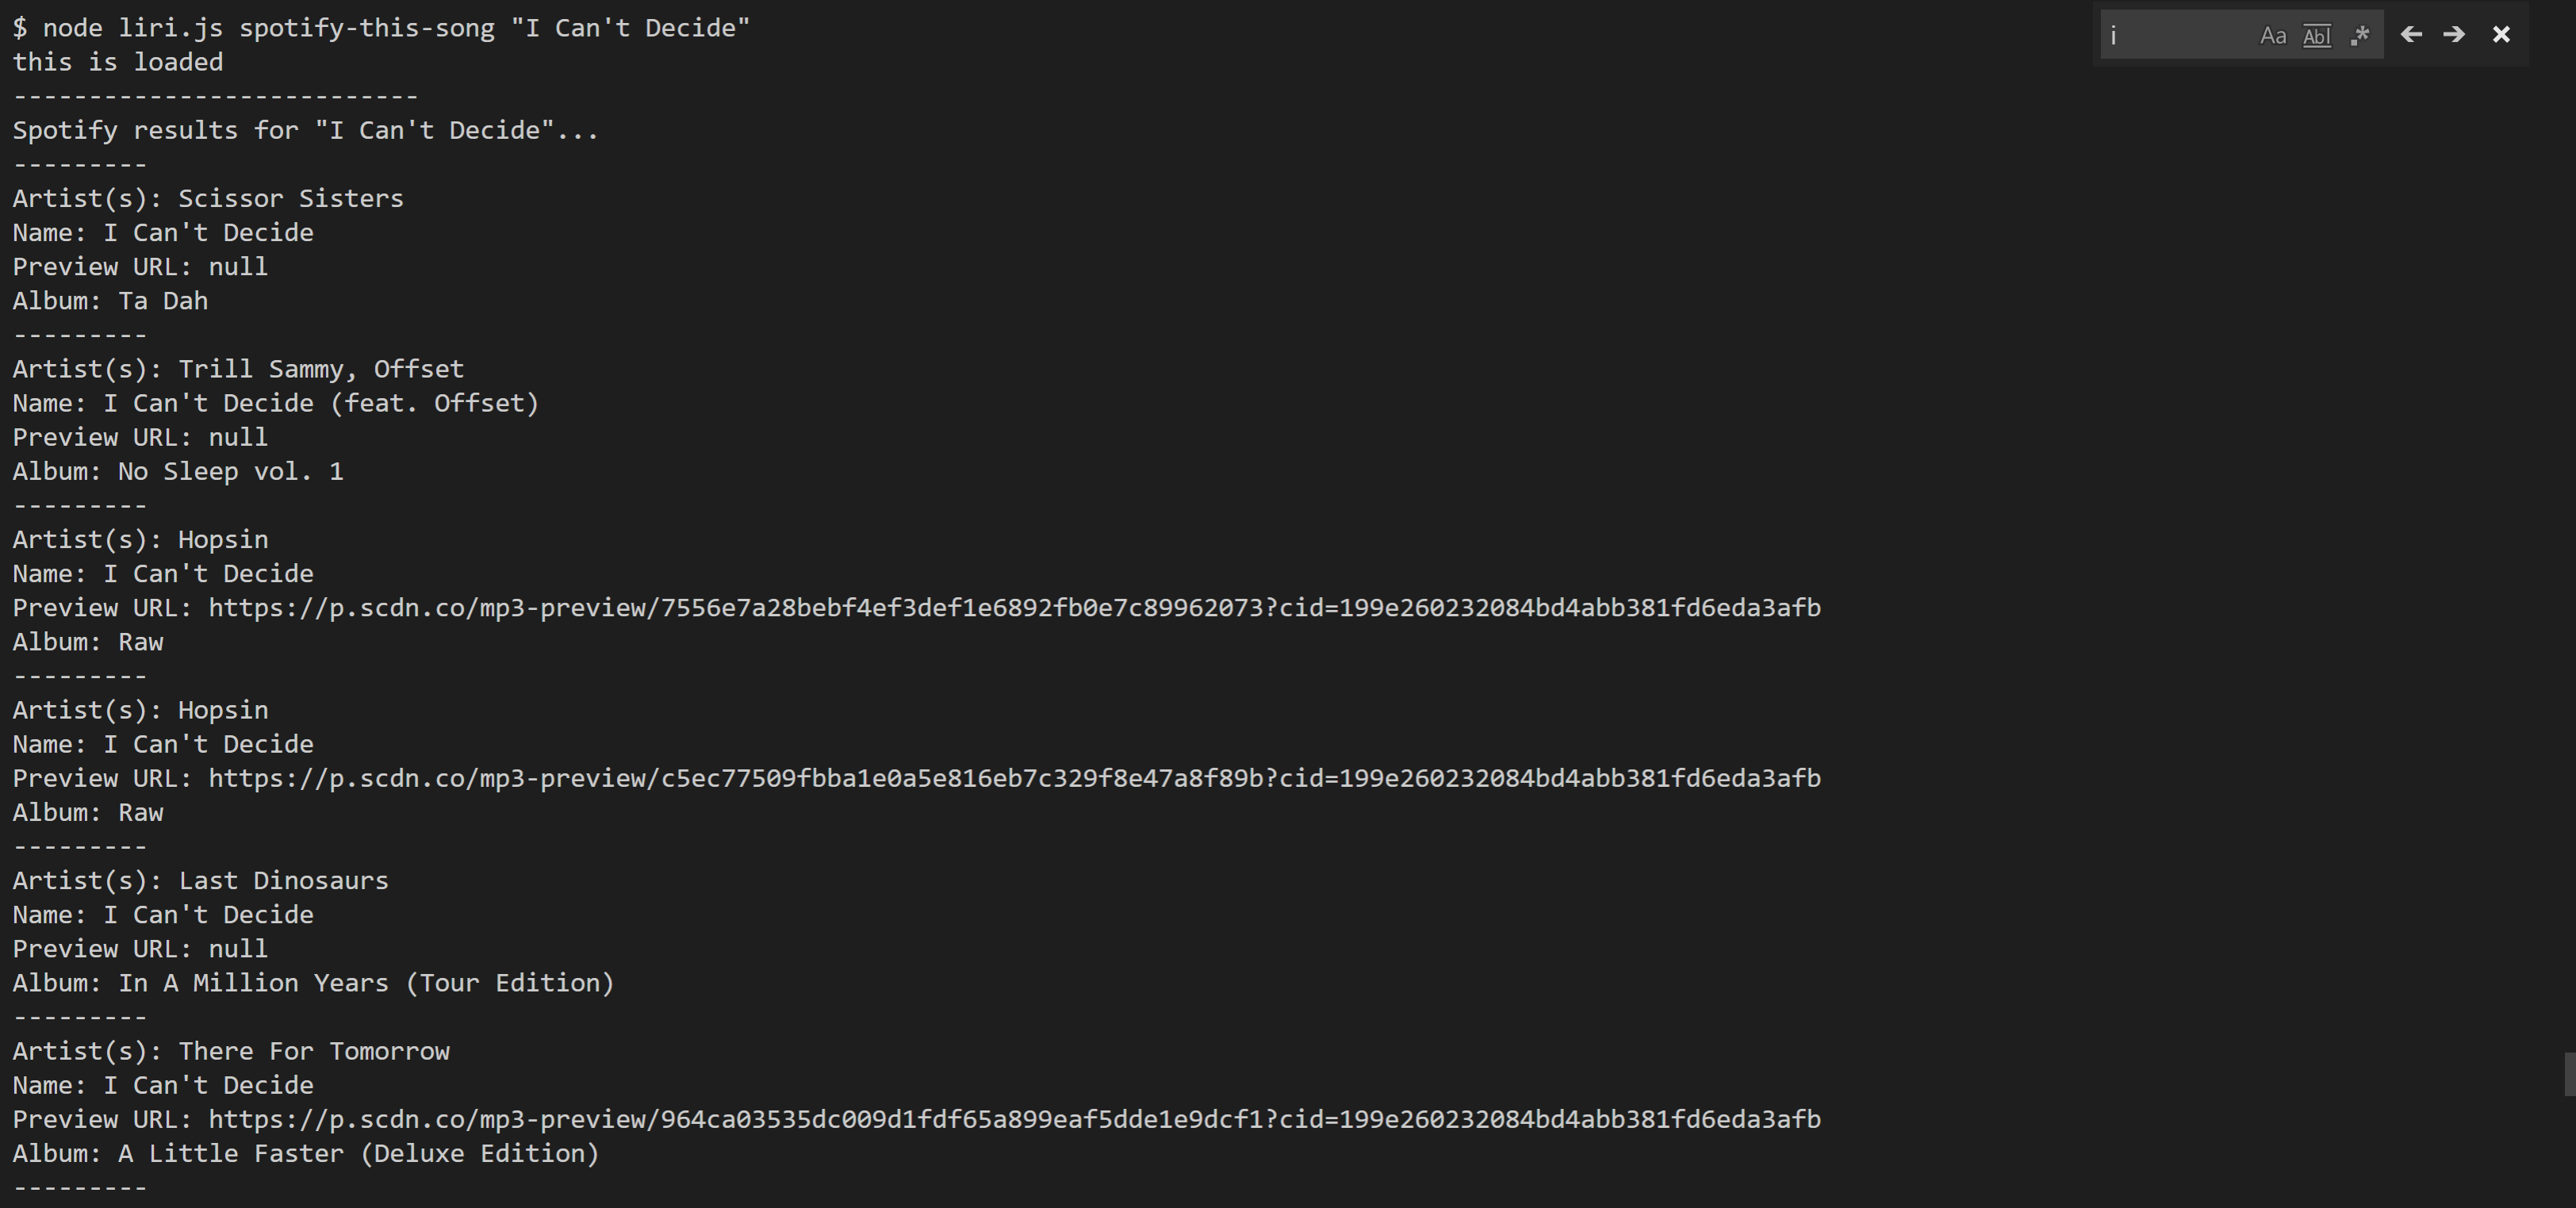 $ node liri.js spotify-this-song "I Can't Decide"
i Aa Abl .*
this is loaded
---------------------------
Spotify results for "I Can't Decide"...
---------
Artist(s): Scissor Sisters
Name: I Can't Decide
Preview URL: null
Album: Ta Dah
---------
Artist(s): Trill Sammy, Offset
Name: I Can't Decide (feat. Offset)
Preview URL: null
Album: No Sleep vol. 1
---------
Artist(s): Hopsin
Name: I Can't Decide
Preview URL: https://p.scdn.co/mp3-preview/7556e7a28bebf4ef3def1e6892fb0e7c89962073?cid=199e260232084bd4abb381fd6eda3afb
Album: Raw
---------
Artist(s): Hopsin
Name: I Can't Decide
Preview URL: https://p.scdn.co/mp3-preview/c5ec77509fbba1e0a5e816eb7c329f8e47a8f89b?cid=199e260232084bd4abb381fd6eda3afb
Album: Raw
---------
Artist(s): Last Dinosaurs
Name: I Can't Decide
Preview URL: null
Album: In A Million Years (Tour Edition)
---------
Artist(s): There For Tomorrow
Name: I Can't Decide
Preview URL: https://p.scdn.co/mp3-preview/964ca03535dc009d1fdf65a899eaf5dde1e9dcf1?cid=199e260232084bd4abb381fd6eda3afb
Album: A Little Faster (Deluxe Edition)
---------